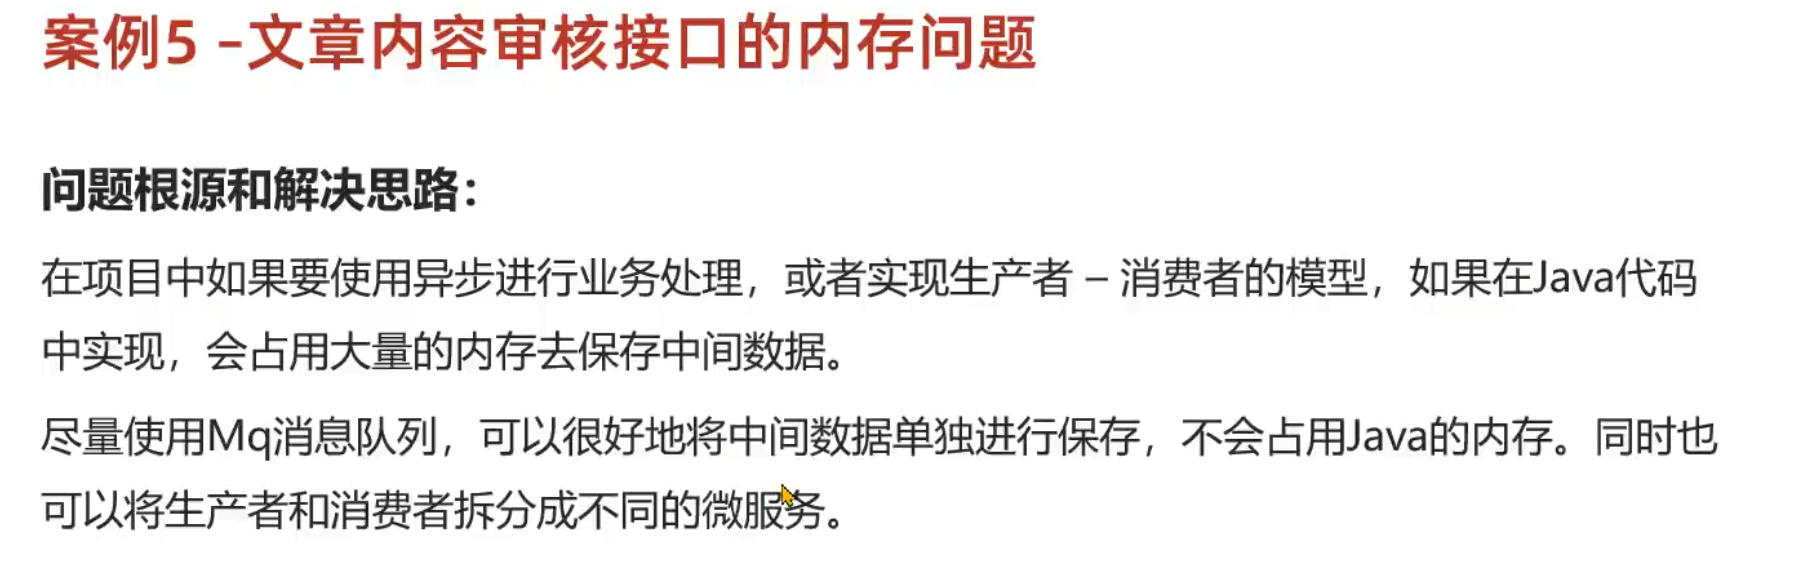 案例5 –文章内容审核接口的内存问题
问题根源和解决思路：
在项目中如果要使用异步进行业务处理，或者实现生产者 – 消费者的模型，如果在Java代码
中实现，会占用大量的内存去保存中间数据。
尽量使用Mq消息队列，可以很好地将中间数据单独进行保存，不会占用Java的内存。同时也
可以将生产者和消费者拆分成不同的微服务。